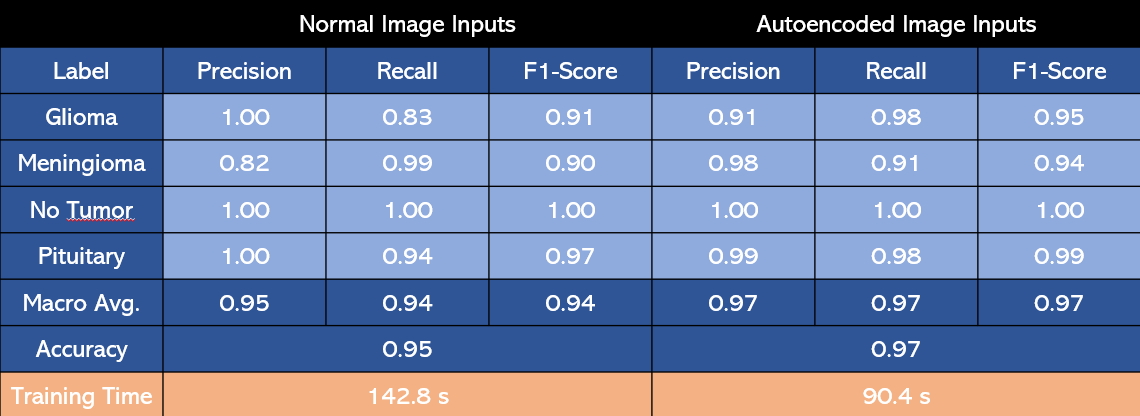 Normal Image Inputs Autoencoded Image Inputs
Label Precision Recall F1-Score Precision Recall F1-Score
Glioma 1.00 0.83 0.91 0.91 0.98 0.95
Meningioma 0.82 0.99 0.90 0.98 0.91 0.94
No Tumor 1.00 1.00 1.00 1.00 1.00 1.00
Pituitary 1.00 0.94 0.97 0.99 0.98 0.99
Macro Avg. 0.95 0.94 0.94 0.97 0.97 0.97
Accuracy 0.95 0.97
Training Time 142.8 s 90.4 s